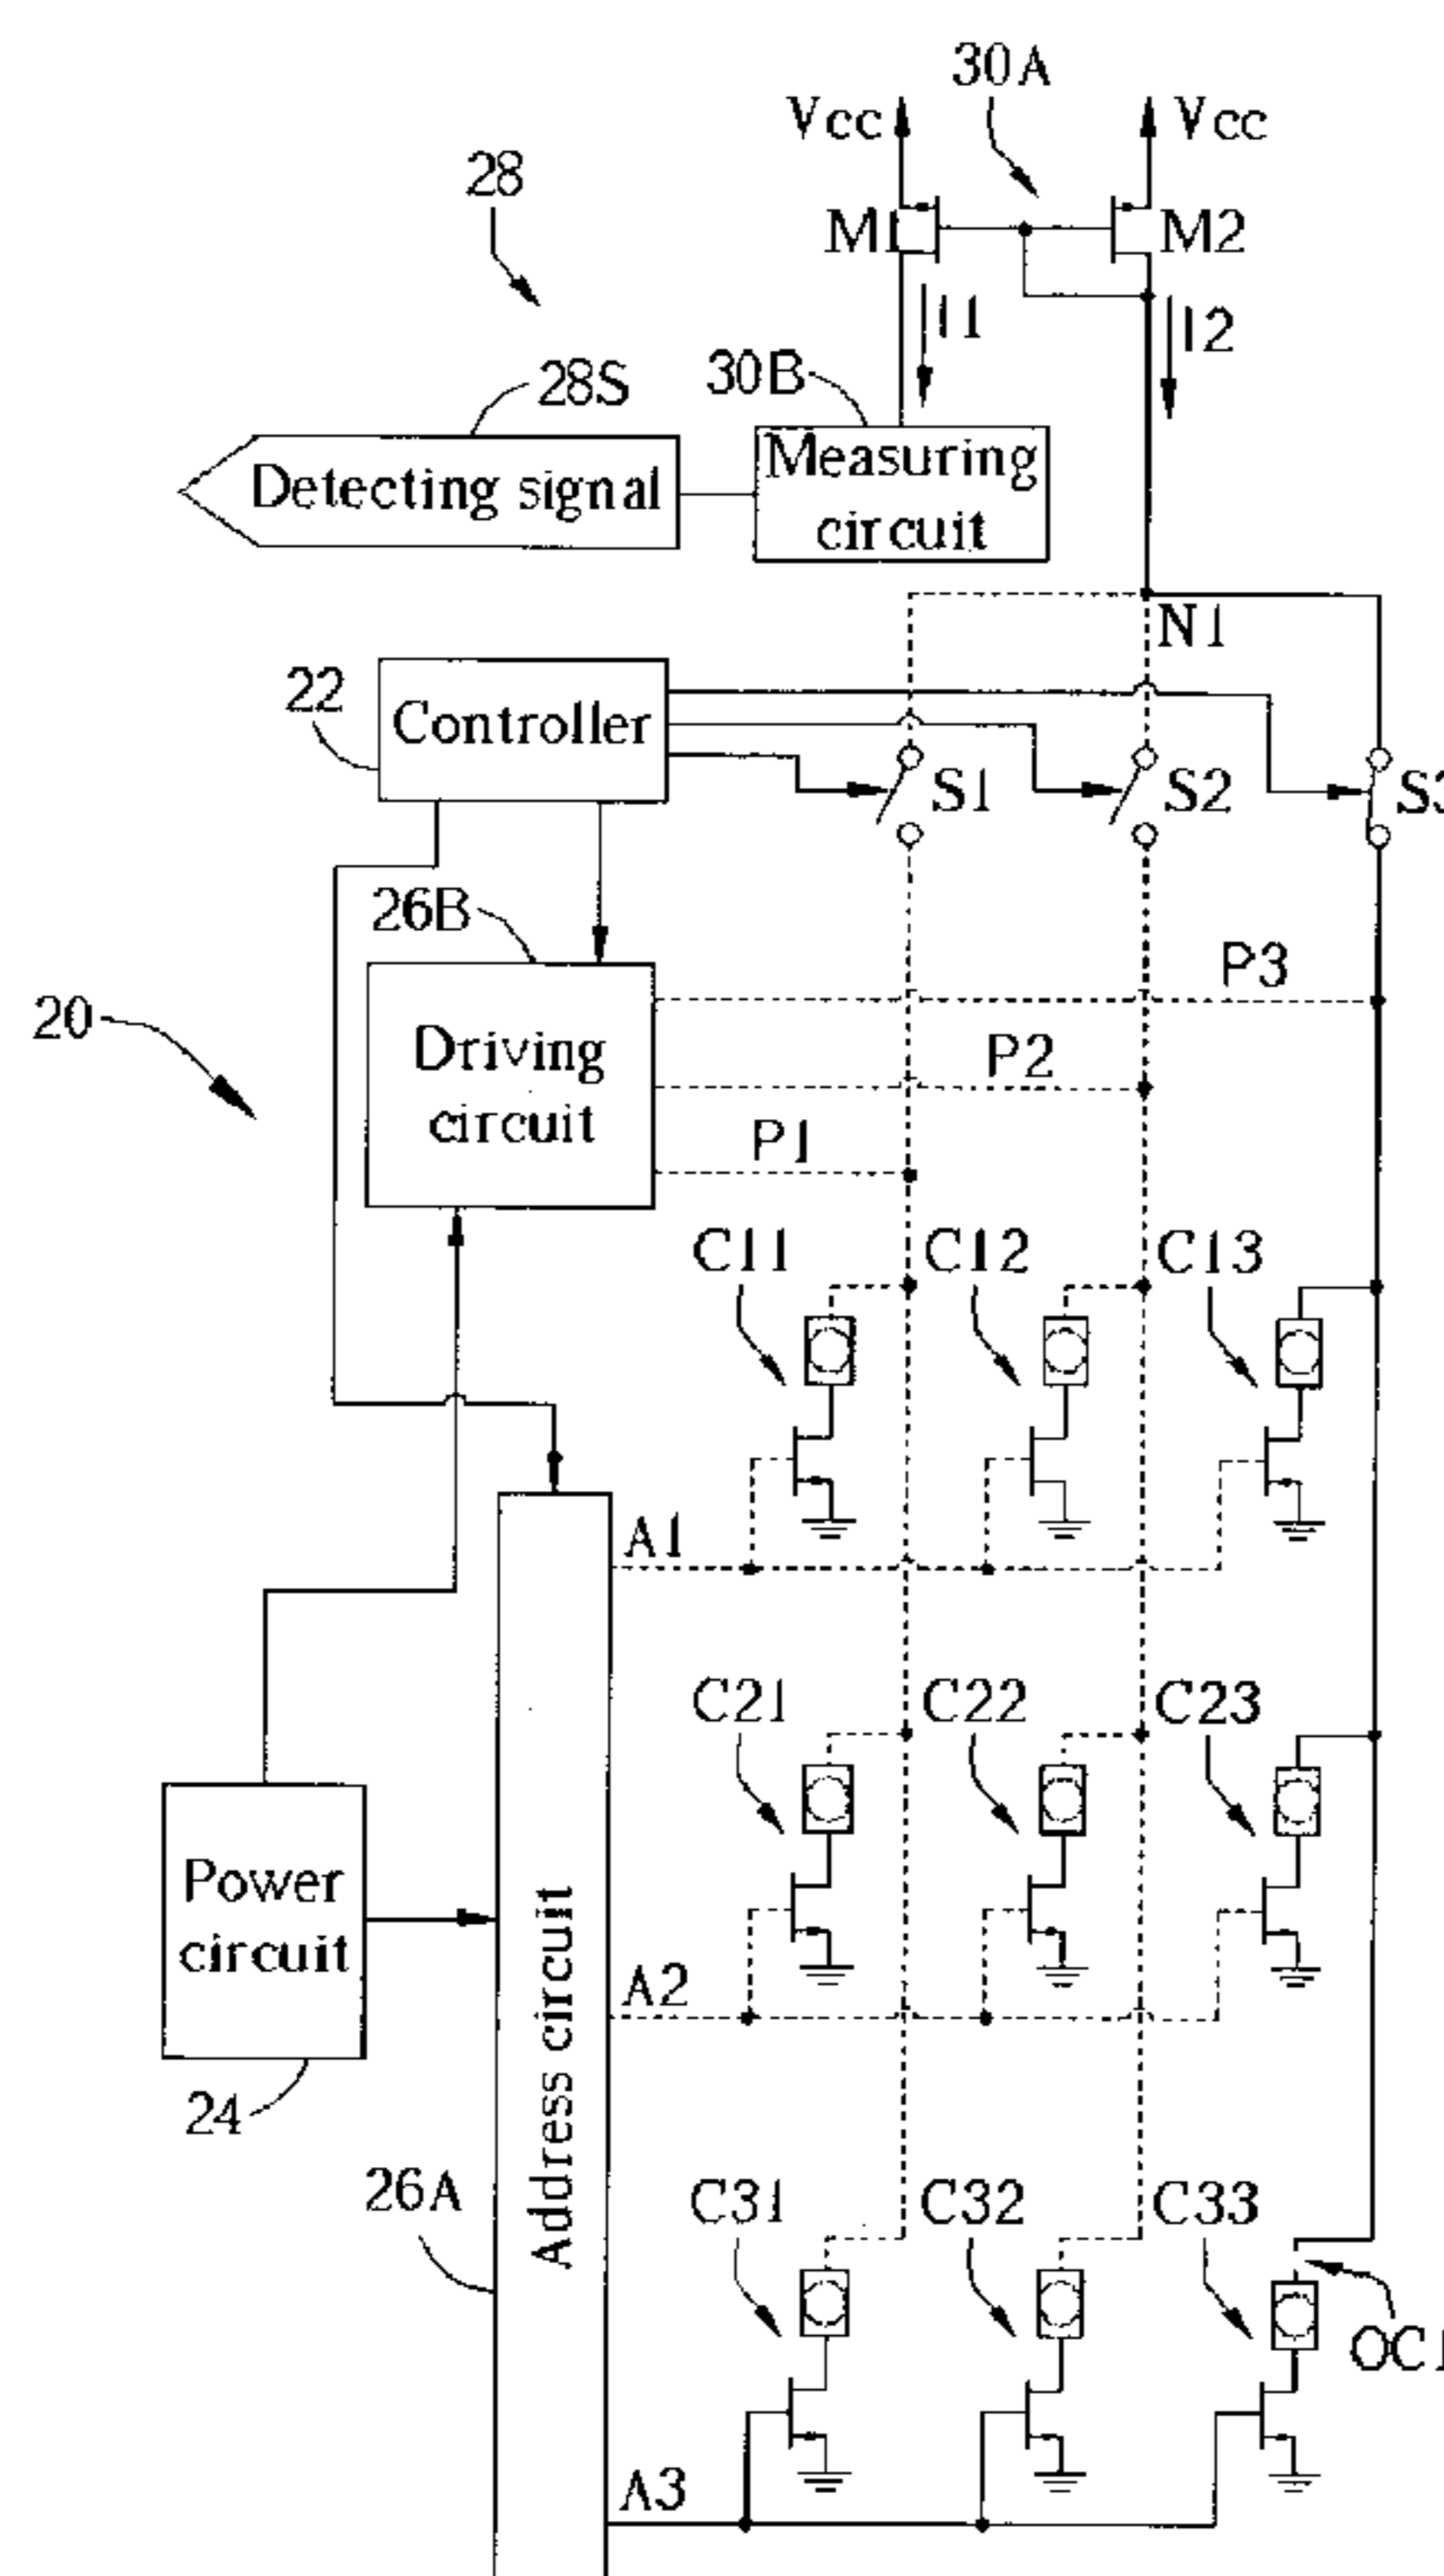 30A
Vcc
Vcc
28
M1
M2
I1
I2
28S
30B
Detecting signal
Measuring
circuit
N1
22
Controller
S1
S2
S3
26B
P3
20
Driving
circuit
P2
P1
C11
C12
C13
A1
C21
C22
C23
Power
circuit
Address circuit
A2
24
26A
C31
C32
C33
OC1
A3